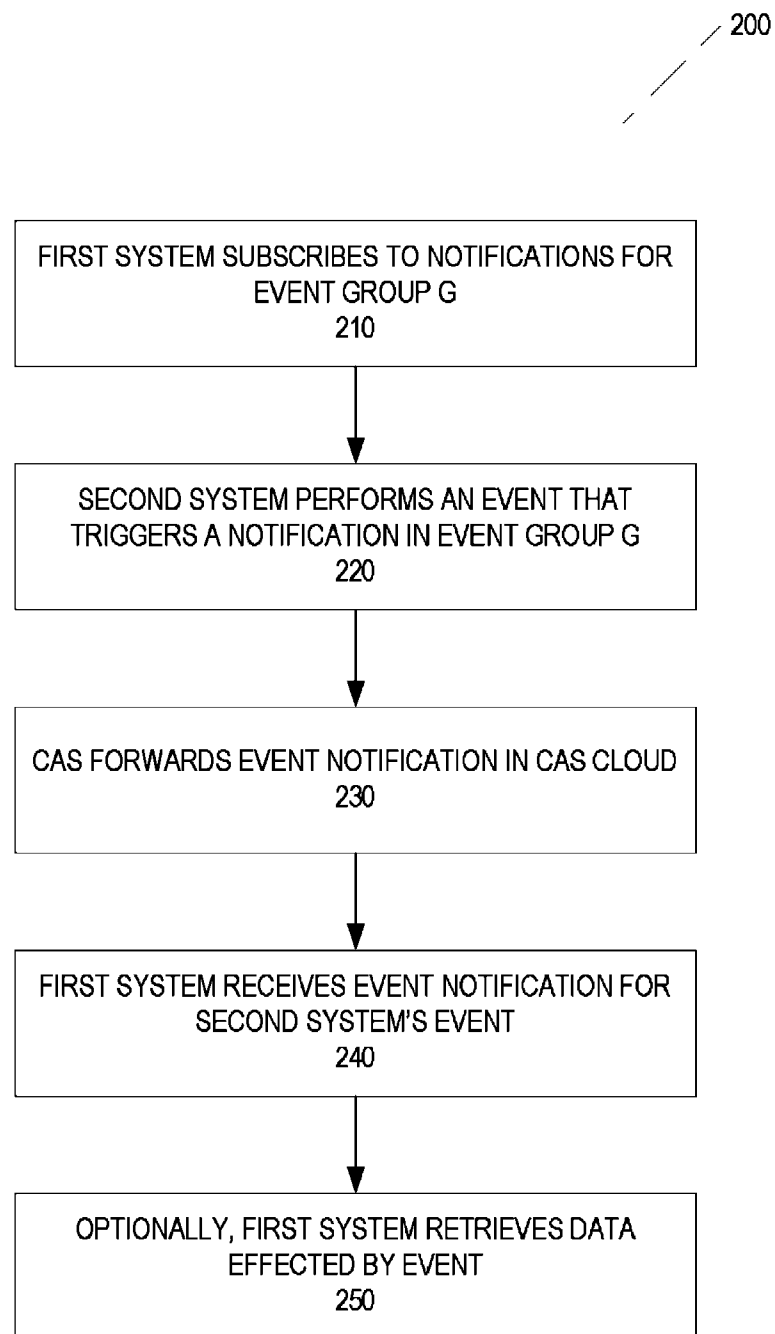 200
FIRST SYSTEM SUBSCRIBES TO NOTIFICATIONS FOR
EVENT GROUP G
210
SECOND SYSTEM PERFORMS AN EVENT THAT
TRIGGERS A NOTIFICATION IN EVENT GROUP G
220
CAS FORWARDS EVENT NOTIFICATION IN CAS CLOUD
230
FIRST SYSTEM RECEIVES EVENT NOTIFICATION FOR
SECOND SYSTEM'S EVENT
240
OPTIONALLY, FIRST SYSTEM RETRIEVES DATA
EFFECTED BY EVENT
250